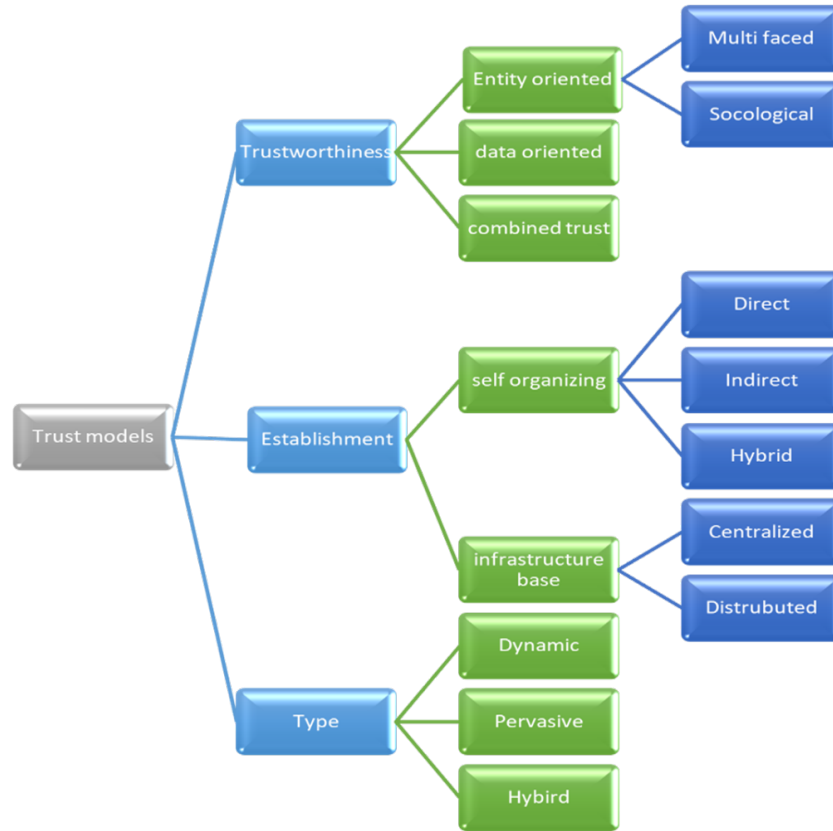 Multi faced
Entity oriented
Socological
Trustworthiness
data oriented
combined trust
Direct
self organizing
Indirect
Trust models
Establishment
Hybrid
Centralized
infrastructure
base
Distrubuted
Dynamic
Type
Pervasive
Hybird